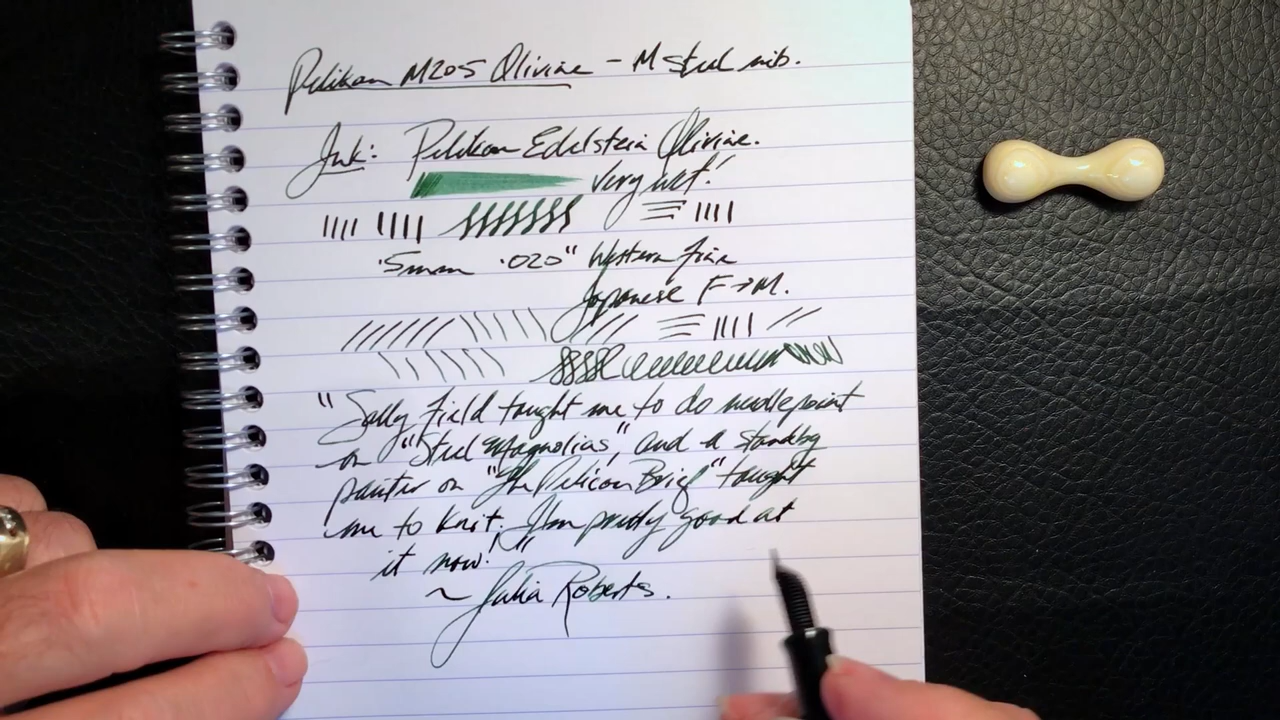 Pelikan M205 Olivine - M steel nib.
Ink: Pelikan Edelstein Olivine.
Very wet!
.5mm .020" Western fine
Japanese F→M.
"Sally Field taught me to do needlepoint
on "Steel Magnolias", and a standby
painter on "The Pelican Brief" taught
me to knit. I'm pretty good at
it now!"
~ Julia Roberts.